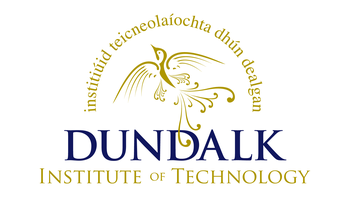 institiúid teicneolaíochta dhún dealgan
DUNDALK
INSTITUTE OF TECHNOLOGY